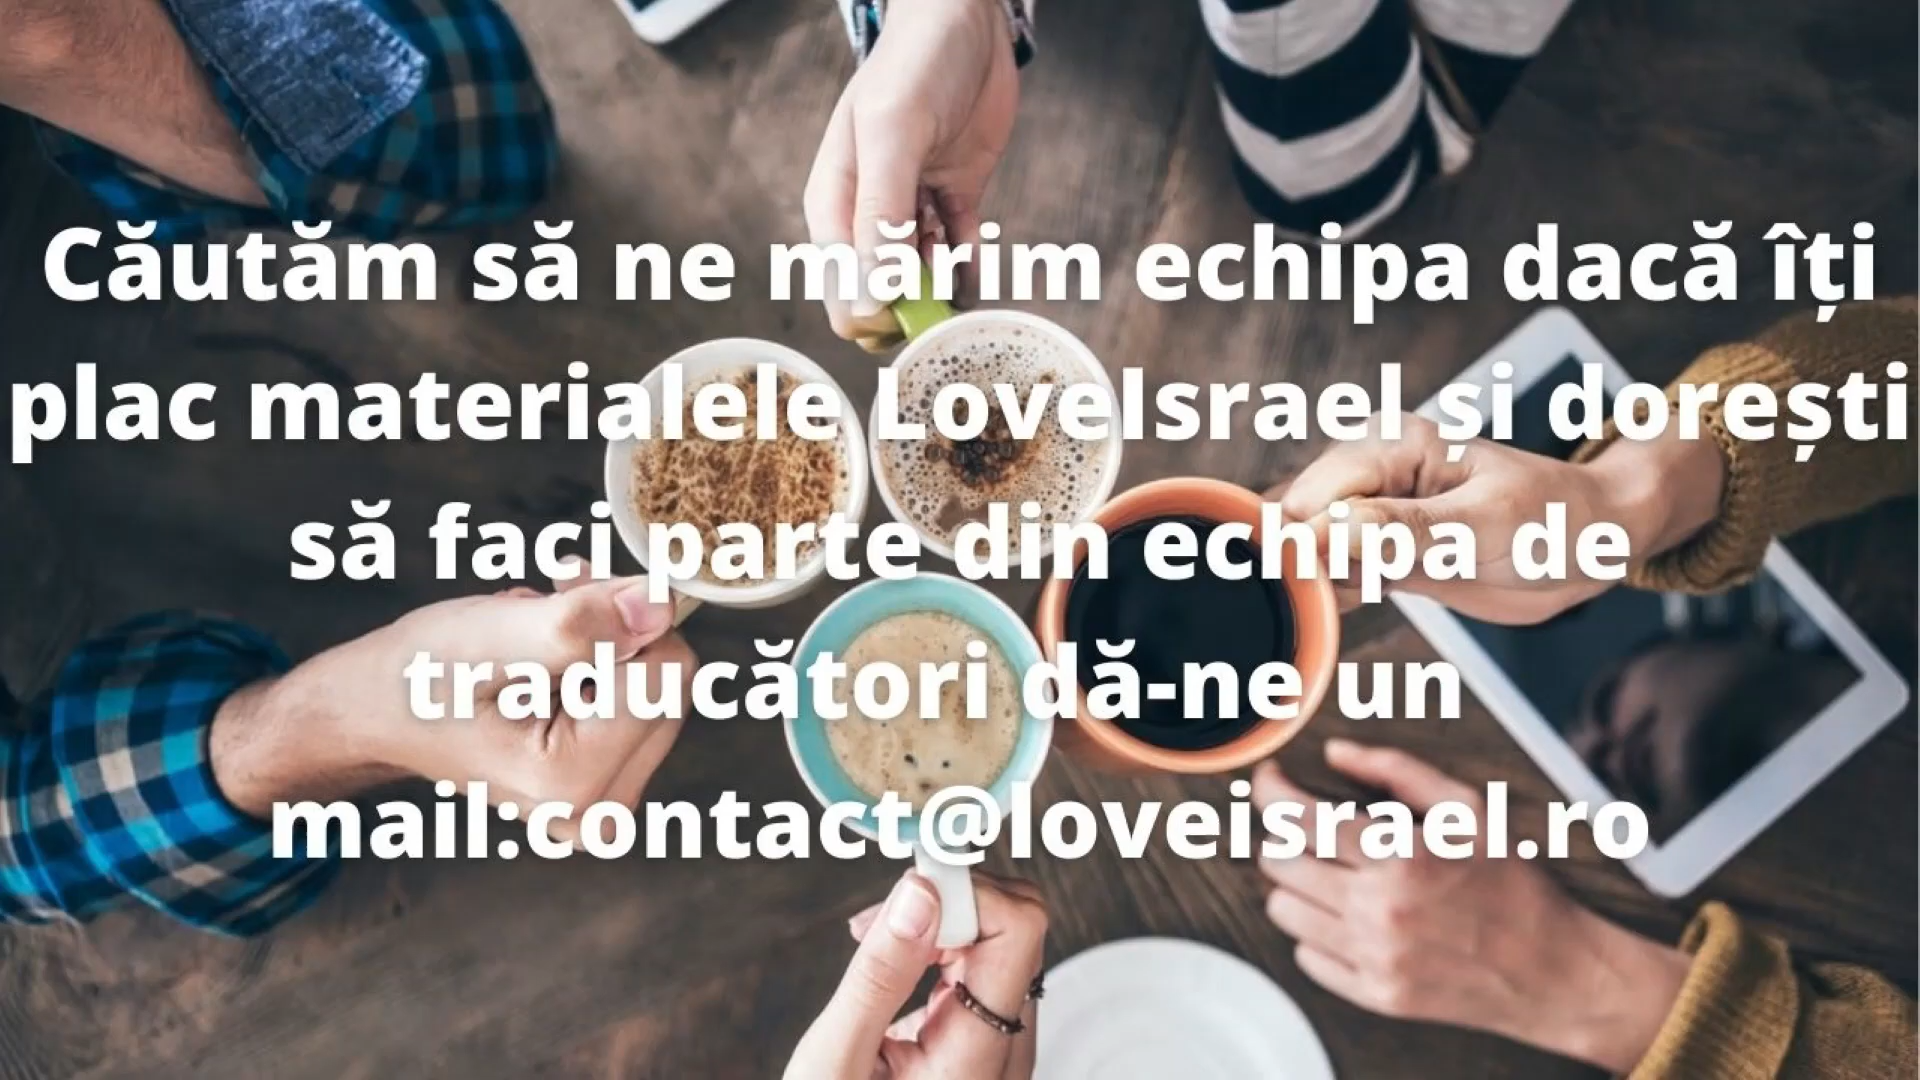 Căutăm să ne mărim echipa dacă îți
plac materialele LoveIsrael și dorești
să faci parte din echipa de
traducători dă-ne un
mail:contact@loveisrael.ro